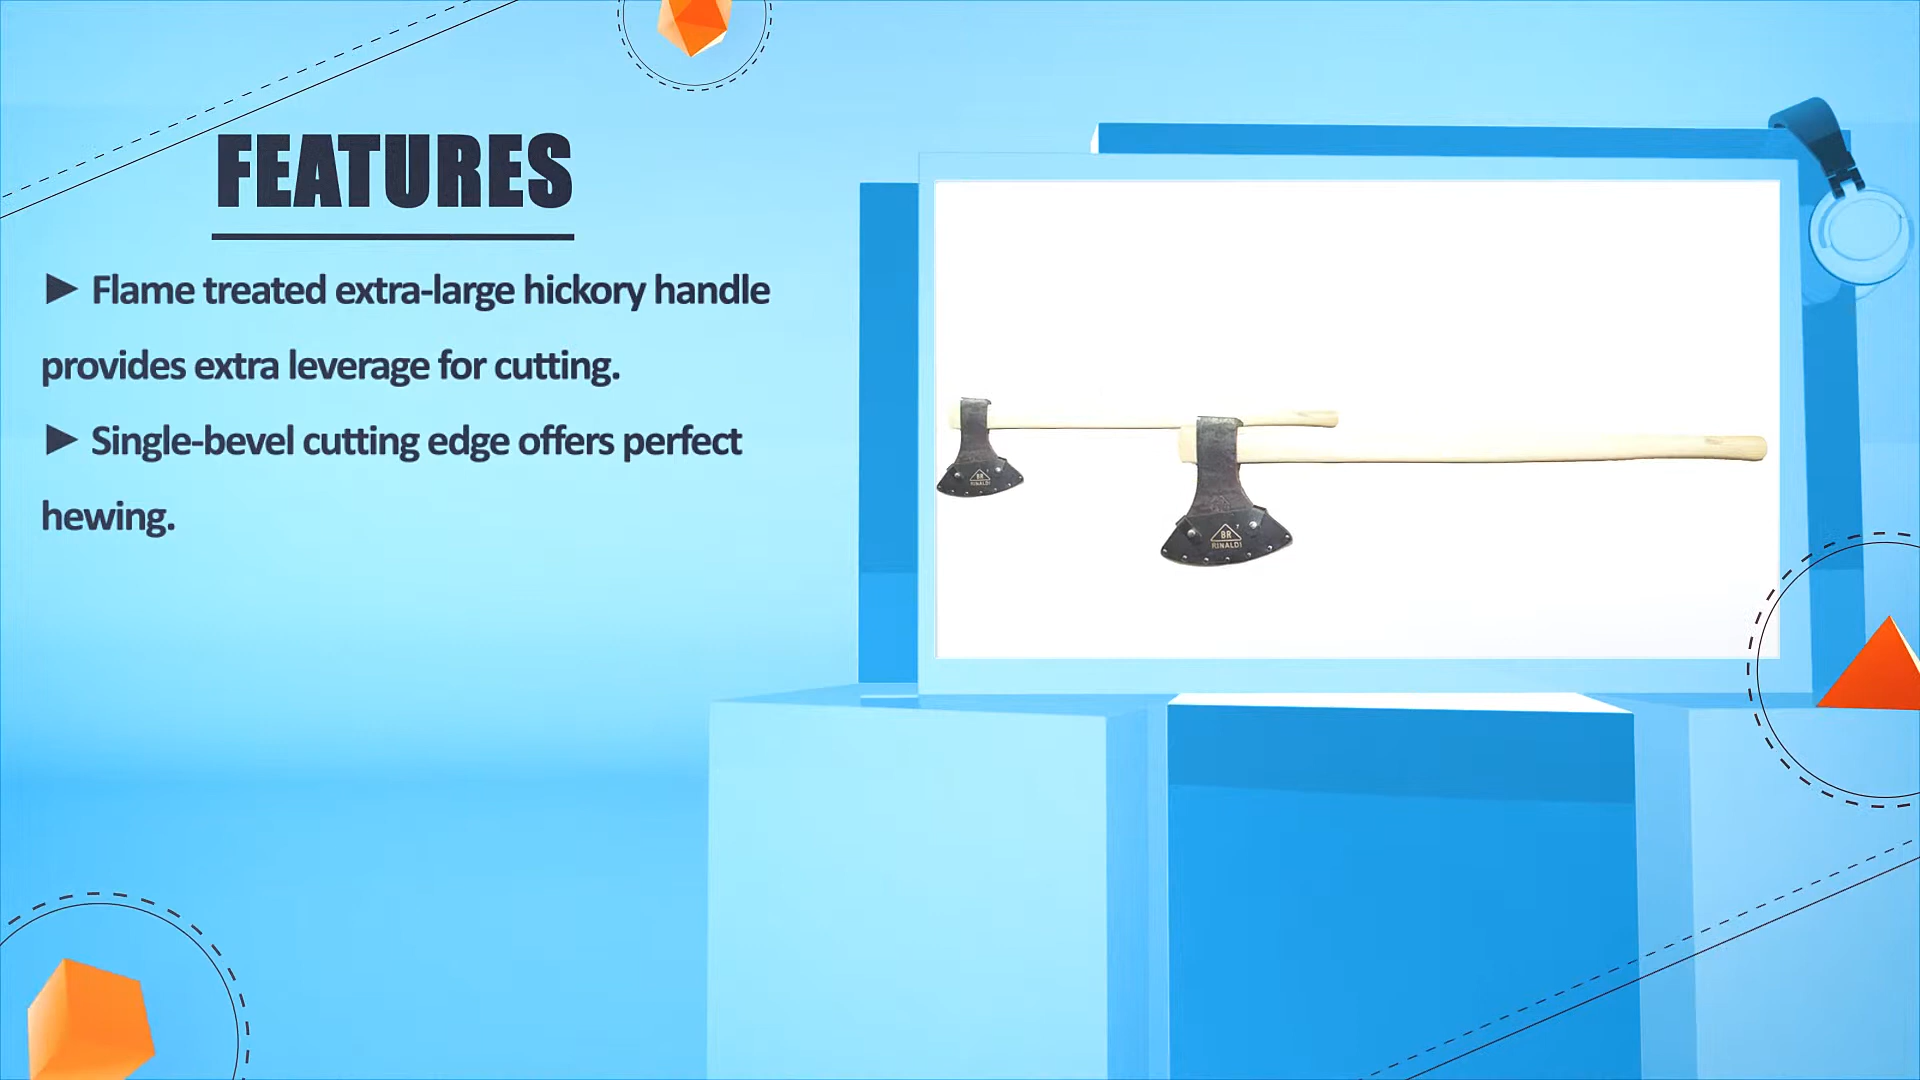 FEATURES
► Flame treated extra-large hickory handle
provides extra leverage for cutting.
► Single-bevel cutting edge offers perfect
hewing.
BR
RINALDI
BR
RINALDI